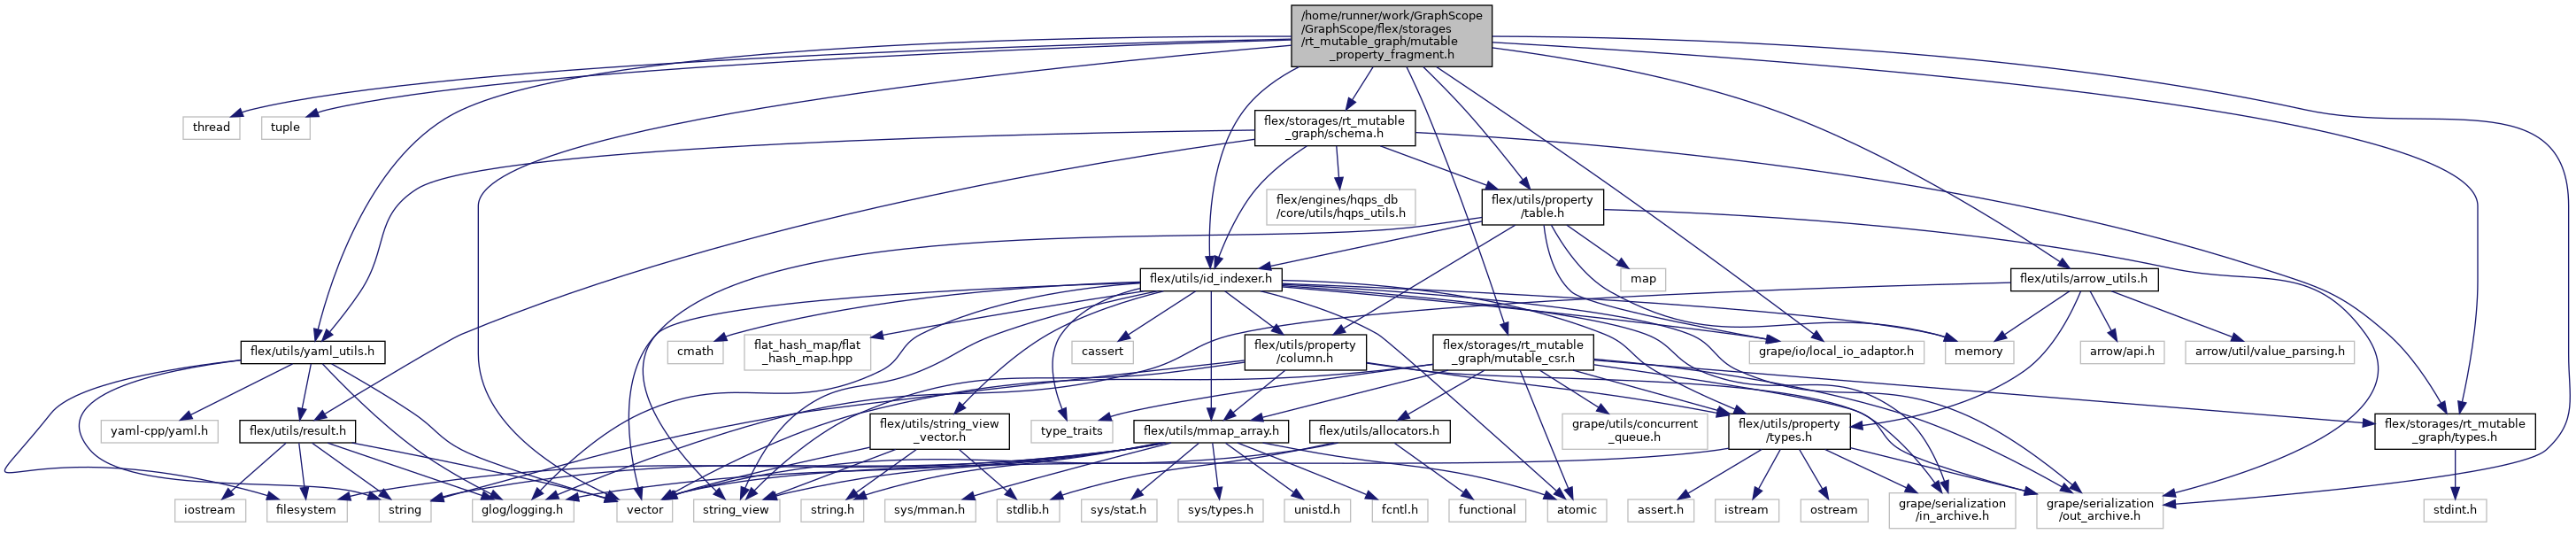 /home/runner/work/GraphScope
/GraphScope/flex/storages
/rt_mutable_graph/mutable
_property_fragment.h
thread
tuple
flex/storages/rt_mutable
_graph/schema.h
flex/engines/hqps_db
/core/utils/hqps_utils.h
flex/utils/property
/table.h
flex/utils/id_indexer.h
map
flex/utils/arrow_utils.h
flex/utils/yaml_utils.h
cmath
flat_hash_map/flat
_hash_map.hpp
cassert
flex/utils/property
/column.h
flex/storages/rt_mutable
_graph/mutable_csr.h
grape/io/local_io_adaptor.h
memory
arrow/api.h
arrow/util/value_parsing.h
yaml-cpp/yaml.h
flex/utils/result.h
flex/utils/string_view
_vector.h
type_traits
flex/utils/mmap_array.h
flex/utils/allocators.h
grape/utils/concurrent
_queue.h
flex/utils/property
/types.h
flex/storages/rt_mutable
_graph/types.h
iostream
filesystem
string
glog/logging.h
vector
string_view
string.h
sys/mman.h
stdlib.h
sys/stat.h
sys/types.h
unistd.h
fcntl.h
functional
atomic
assert.h
istream
ostream
grape/serialization
/in_archive.h
grape/serialization
/out_archive.h
stdint.h